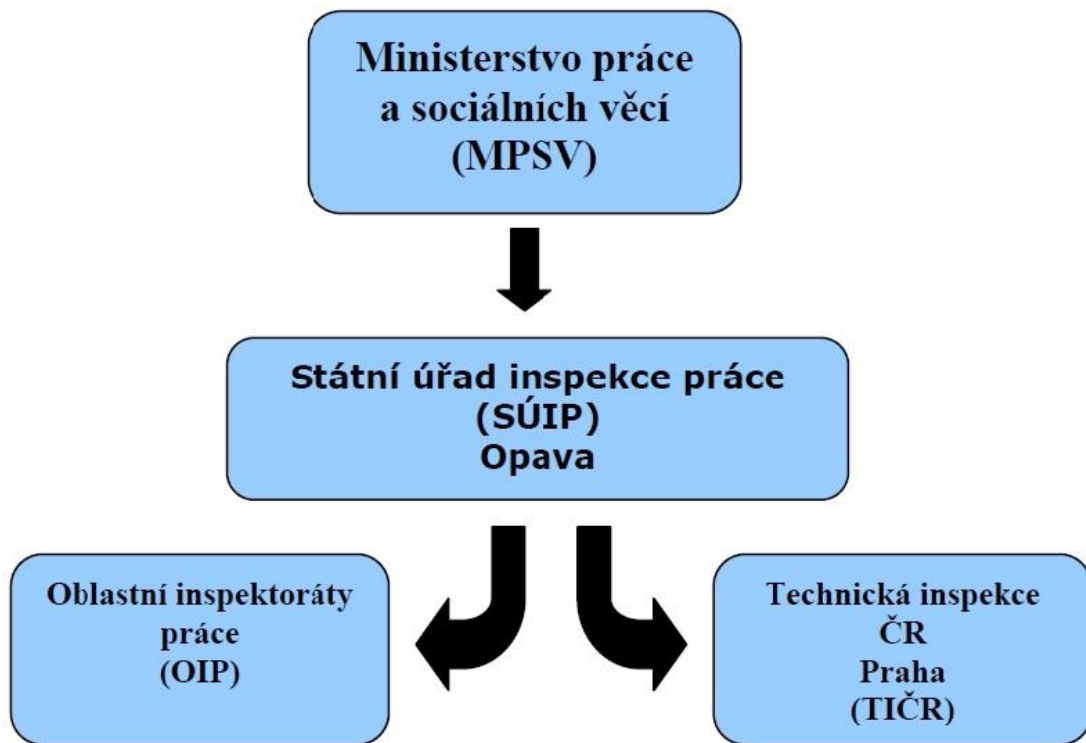 Ministerstvo práce
a sociálních věcí
(MPSV)
Státní úřad inspekce práce
(SÚIP)
Opava
Oblastní inspektoráty
práce
(OIP)
Technická inspekce
ČR
Praha
(TIČR)